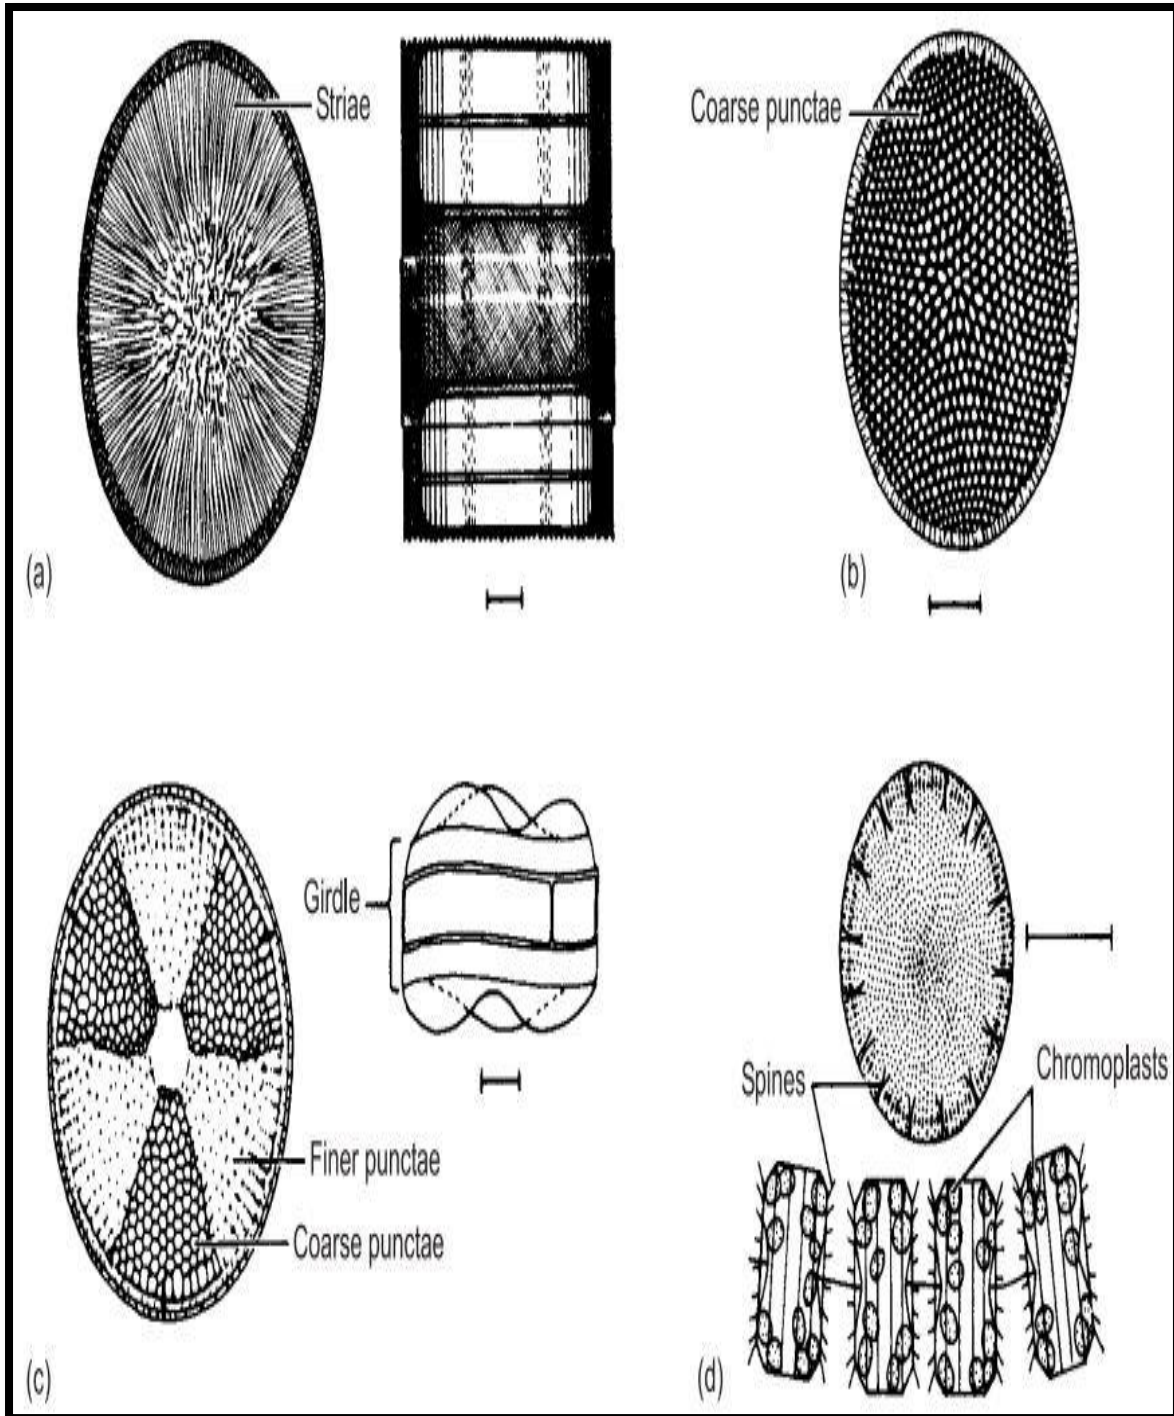 Striae
Coarse punctae
(a)
(b)
Girdle
Finer punctae
Coarse punctae
(c)
Spines
Chromoplasts
(d)